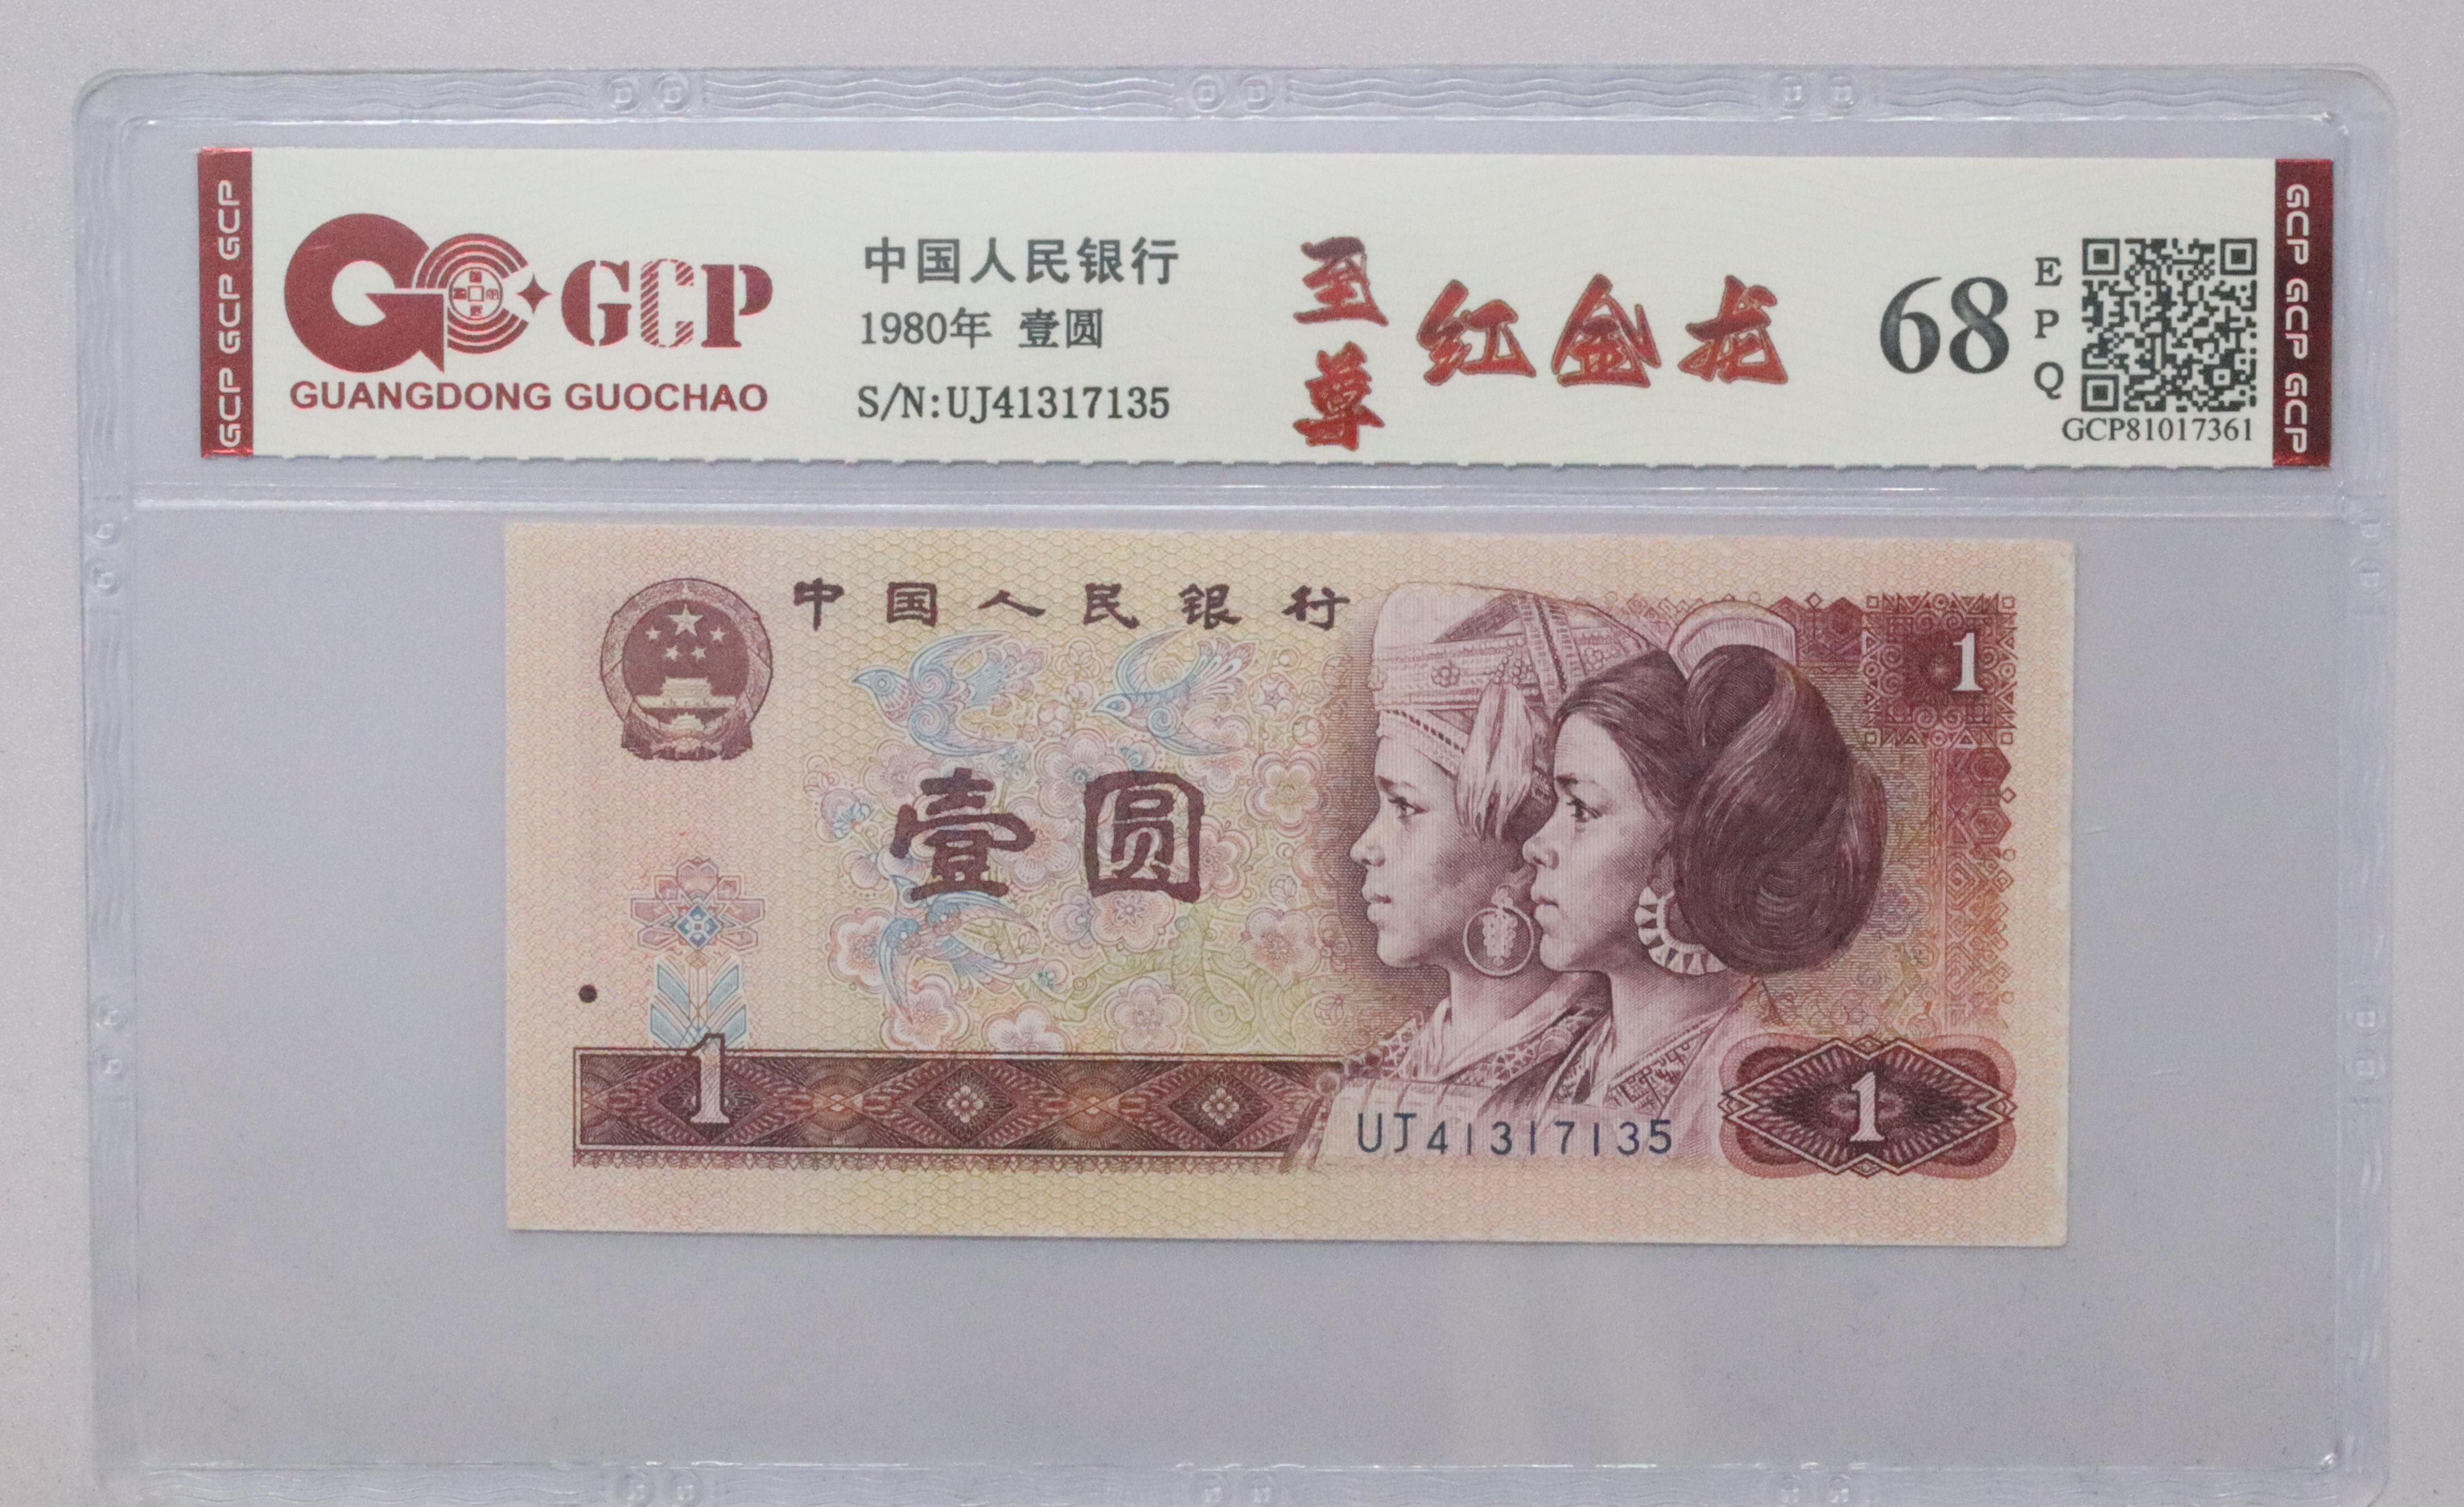 GCP GCP GCP
GCP
GUANGDONG GUOCHAO
中国人民银行
1980年 壹圆
S/N:UJ41317135
至尊
红金龙
68
EPQ
GCP81017361
GCP GCP GCP
中国人民银行
1
壹圆
1
UJ41317135
1